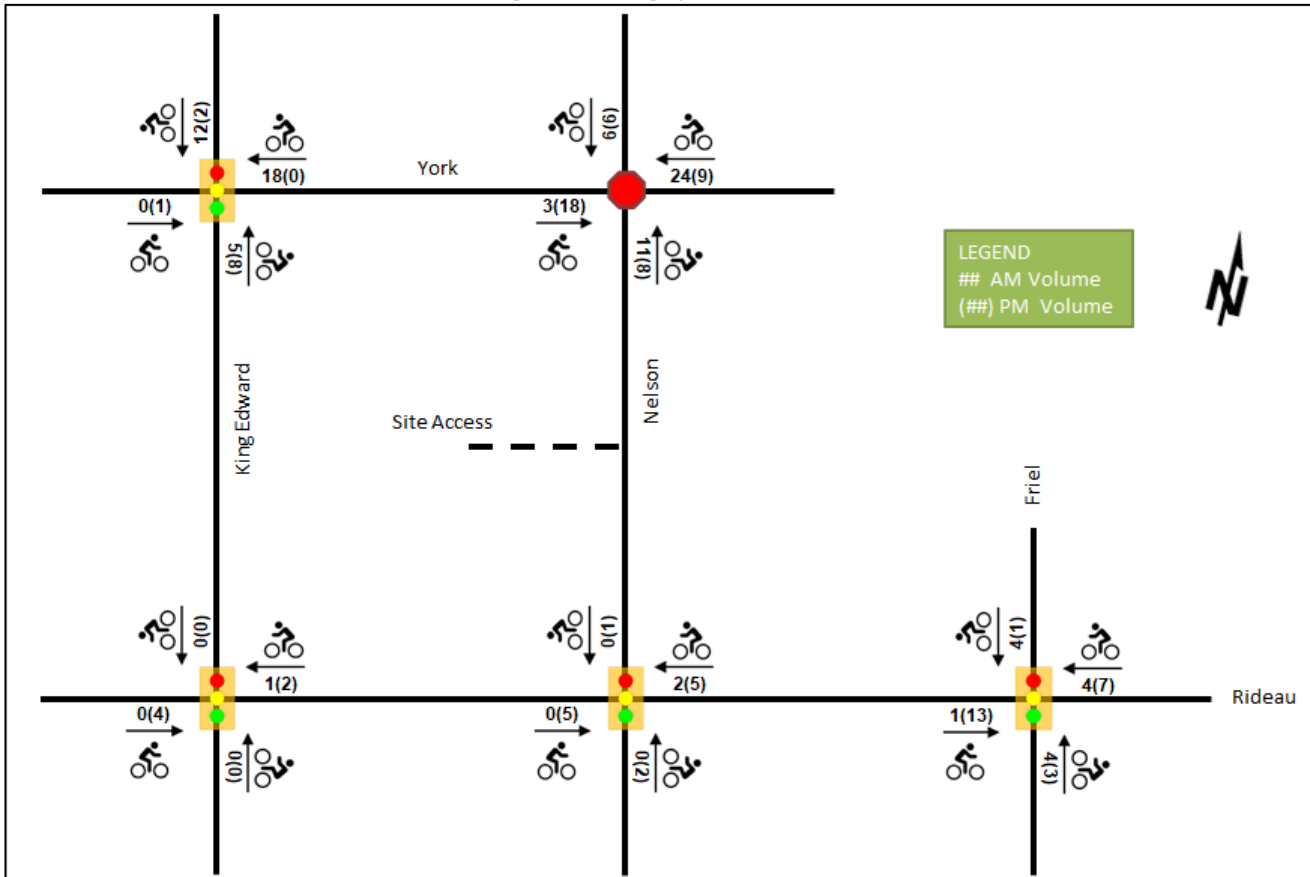 12(2)
18(0)
York
0(1)
5(8)
24(9)
3(18)
11(8)
LEGEND
## AM Volume
(##) PM Volume
N
King Edward
Site Access
Nelson
Friel
0(0)
1(2)
0(4)
0(0)
0(1)
2(5)
0(5)
0(2)
4(1)
4(7)
1(13)
4(3)
Rideau